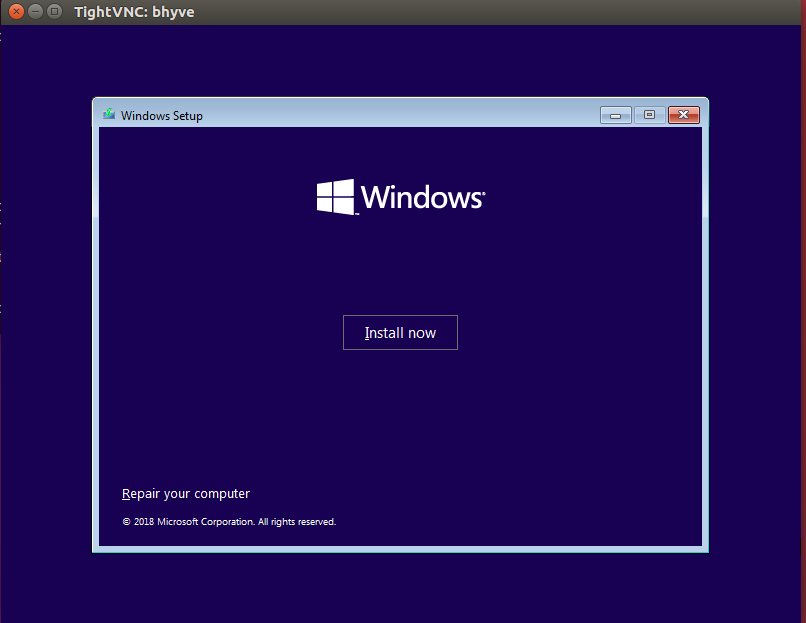 TightVNC: bhyve
Windows Setup
Windows
Install now
Repair your computer
© 2018 Microsoft Corporation. All rights reserved.